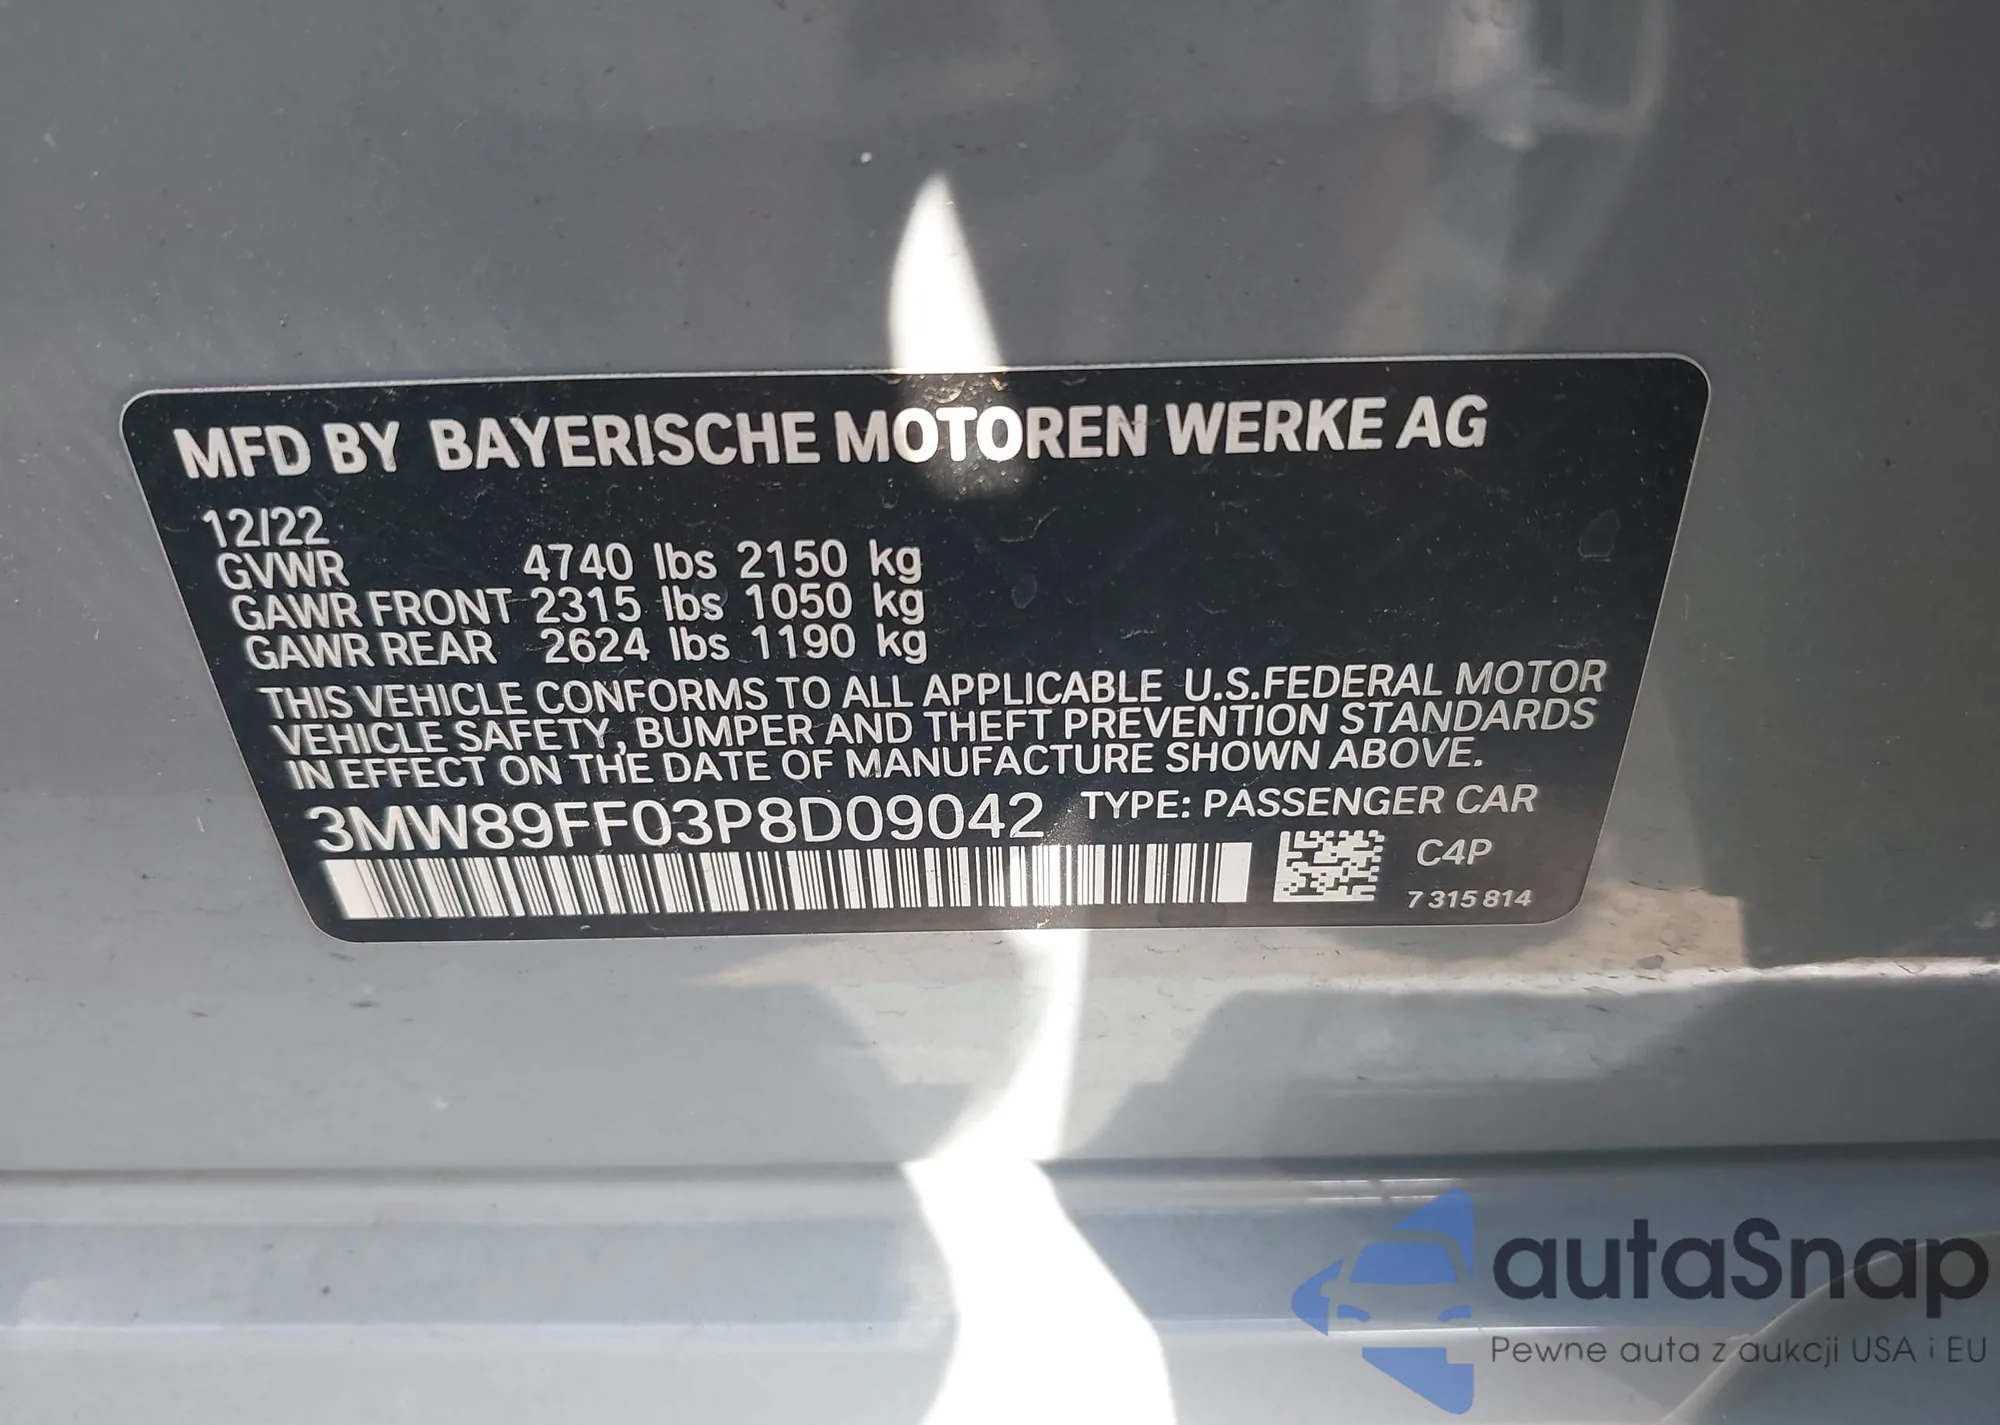 MFD BY BAYERISCHE MOTOREN WERKE AG
12/22
GVWR 4740 lbs 2150 kg
GAWR FRONT 2315 lbs 1050 kg
GAWR REAR 2624 lbs 1190 kg
THIS VEHICLE CONFORMS TO ALL APPLICABLE U.S.FEDERAL MOTOR
VEHICLE SAFETY, BUMPER AND THEFT PREVENTION STANDARDS
IN EFFECT ON THE DATE OF MANUFACTURE SHOWN ABOVE.
3MW89FF03P8D09042 TYPE: PASSENGER CAR
C4P
7 315 814
autaSnap
Pewne auta z aukcji USA i EU